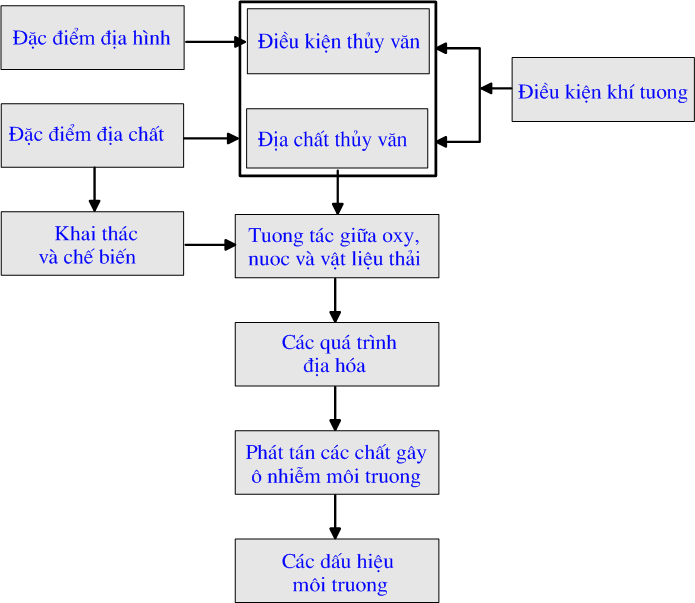 Đặc điểm địa hình
Điều kiện thủy văn
Điều kiện khí tuong
Đặc điểm địa chất
Địa chất thủy văn
Khai thác
và chế biến
Tuong tác giữa oxy,
nuoc và vật liệu thải
Các quá trình
địa hóa
Phát tán các chất gây
ô nhiễm môi truong
Các dấu hiệu
môi truong